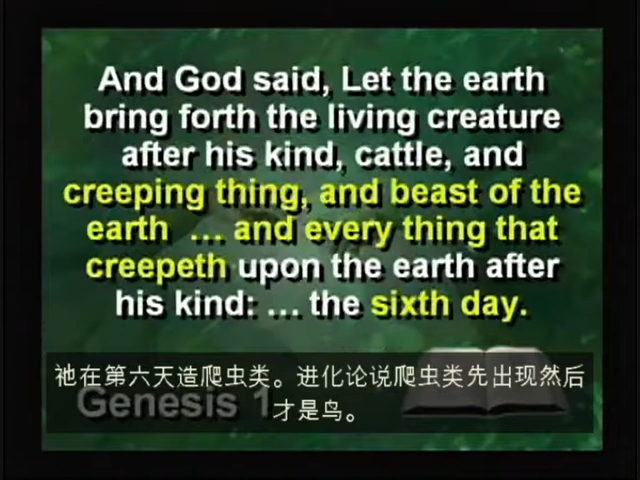 And God said, Let the earth
bring forth the living creature
after his kind, cattle, and
creeping thing, and beast of the
earth … and every thing that
creepeth upon the earth after
his kind: … the sixth day.
祂在第六天造爬虫类。进化论说爬虫类先出现然后
才是鸟。
Genesis 1